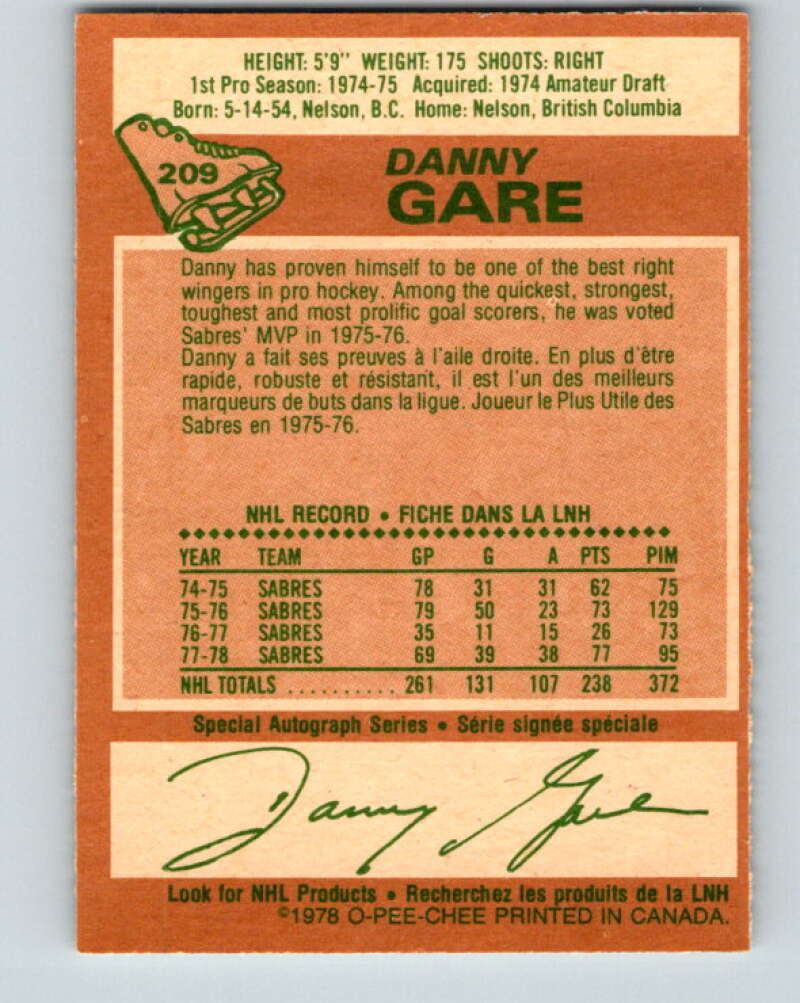 HEIGHT: 5'9" WEIGHT: 175 SHOOTS: RIGHT
1st Pro Season: 1974-75 Acquired: 1974 Amateur Draft
Born: 5-14-54, Nelson, B.C. Home: Nelson, British Columbia
209
DANNY
GARE
Danny has proven himself to be one of the best right
wingers in pro hockey. Among the quickest, strongest,
toughest and most prolific goal scorers, he was voted
Sabres' MVP in 1975-76.
Danny a fait ses preuves à l'aile droite. En plus d'être
rapide, robuste et résistant, il est l'un des meilleurs
marqueurs de buts dans la ligue. Joueur le Plus Utile des
Sabres en 1975-76.
NHL RECORD • FICHE DANS LA LNH
YEAR TEAM GP G A PTS PIM
74-75 SABRES 78 31 31 62 75
75-76 SABRES 79 50 23 73 129
76-77 SABRES 35 11 15 26 73
77-78 SABRES 69 39 38 77 95
NHL TOTALS .......... 261 131 107 238 372
Special Autograph Series • Série signée spéciale
Danny Gare
Look for NHL Products • Recherchez les produits de la LNH
©1978 O-PEE-CHEE PRINTED IN CANADA.